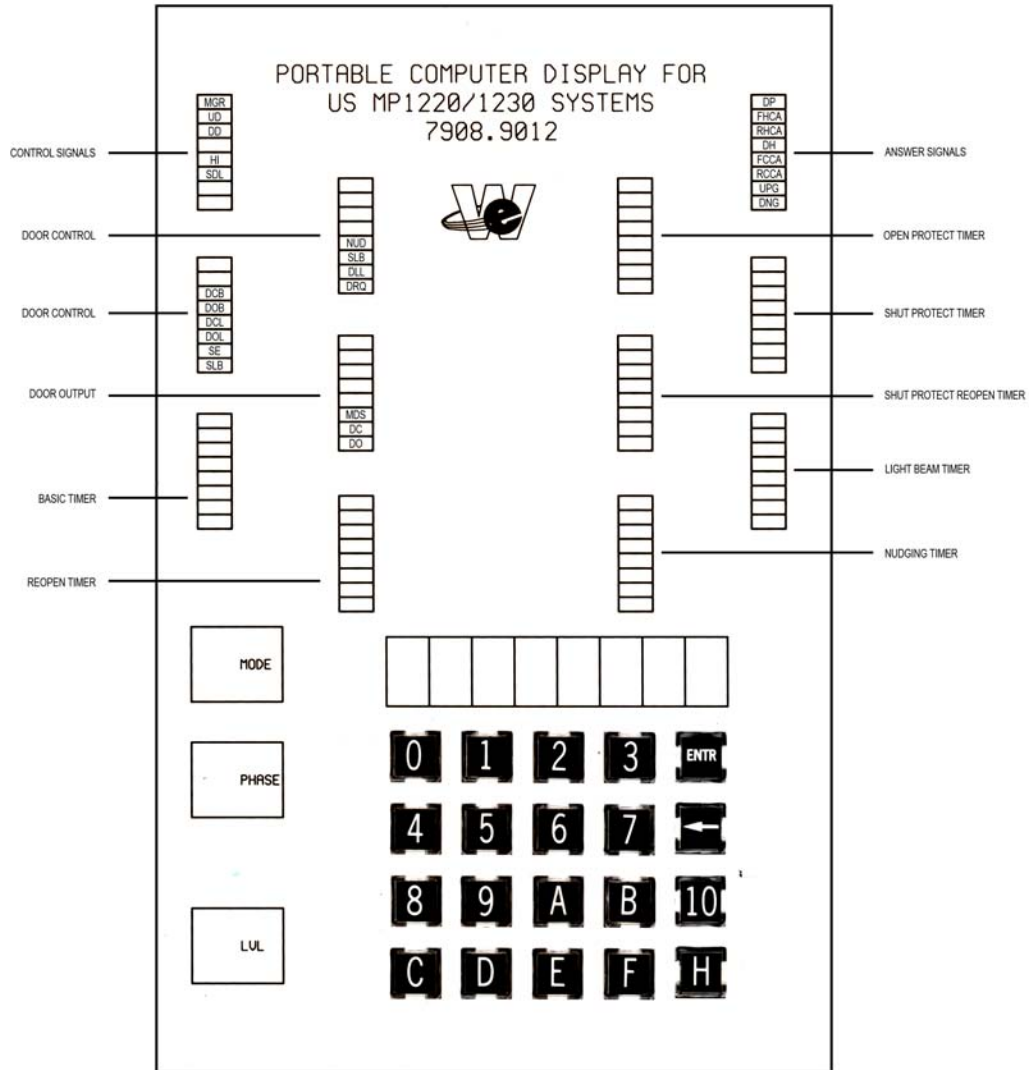 PORTABLE COMPUTER DISPLAY FOR
US MP1220/1230 SYSTEMS
7908.9012
CONTROL SIGNALS
MGR
UD
DD
HI
SDL
DOOR CONTROL
NUD
SLB
DLL
DRQ
DOOR CONTROL
DCB
DOB
DCL
DOL
SE
SLB
DOOR OUTPUT
MDS
DC
DO
BASIC TIMER
REOPEN TIMER
DP
FHCA
RHCA
DH
FCCA
RCCA
UPG
DNG
ANSWER SIGNALS
W
OPEN PROTECT TIMER
SHUT PROTECT TIMER
SHUT PROTECT REOPEN TIMER
LIGHT BEAM TIMER
NUDGING TIMER
MODE
PHASE
LVL
0 1 2 3 ENTR
4 5 6 7 ←
8 9 A B 10
C D E F H